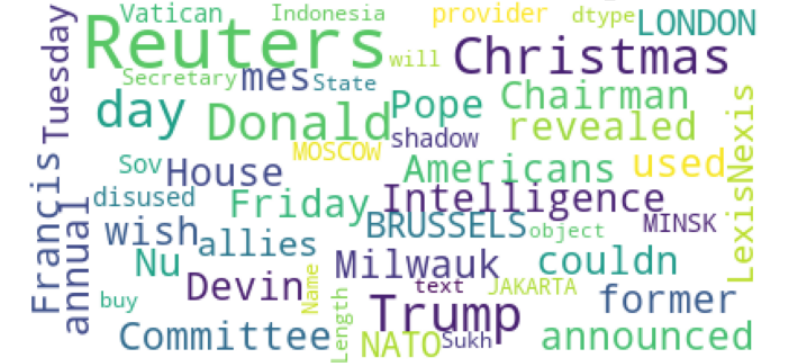 Vatican Indonesia provider dtype LONDON
Reuters will Christmas
Tuesday
Secretary mes State
day Donald Pope Chairman
shadow revealed
MOSCOW
Sov House Americans used
LexisNexis
Francis
disused Friday Intelligence
annual
wish allies BRUSSELS object MINSK
Nu Milwauk couldn
Devin Name text JAKARTA former
buy Length Trump
Committee NATO Sukh announced